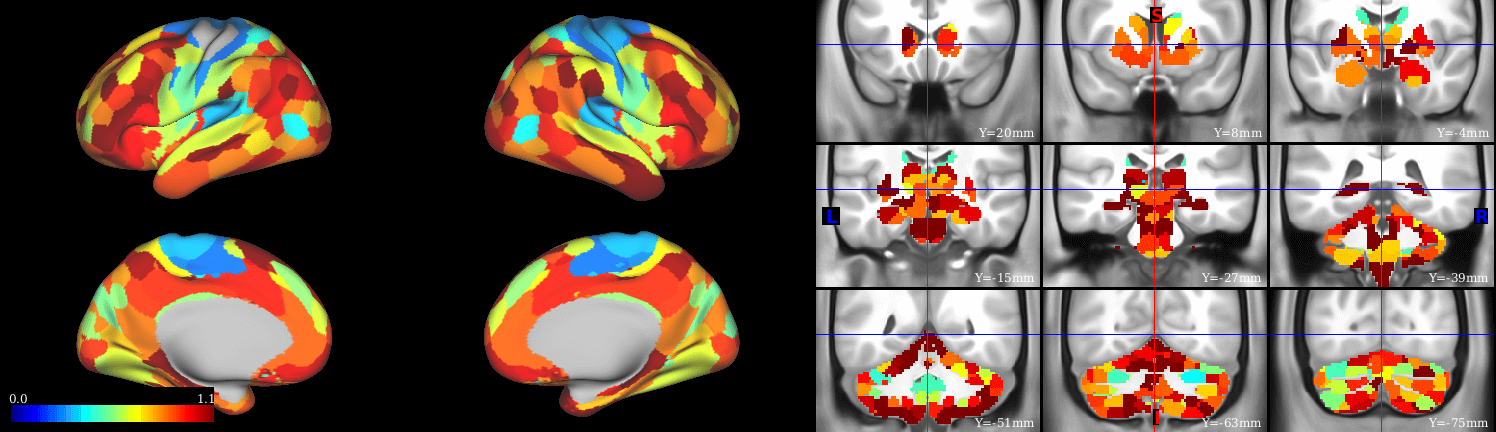 S
Y=20mm
Y=8mm
Y=-4mm
L
R
Y=-15mm
Y=-27mm
Y=-39mm
0.0
1.1
Y=-51mm
Y=-63mm
Y=-75mm